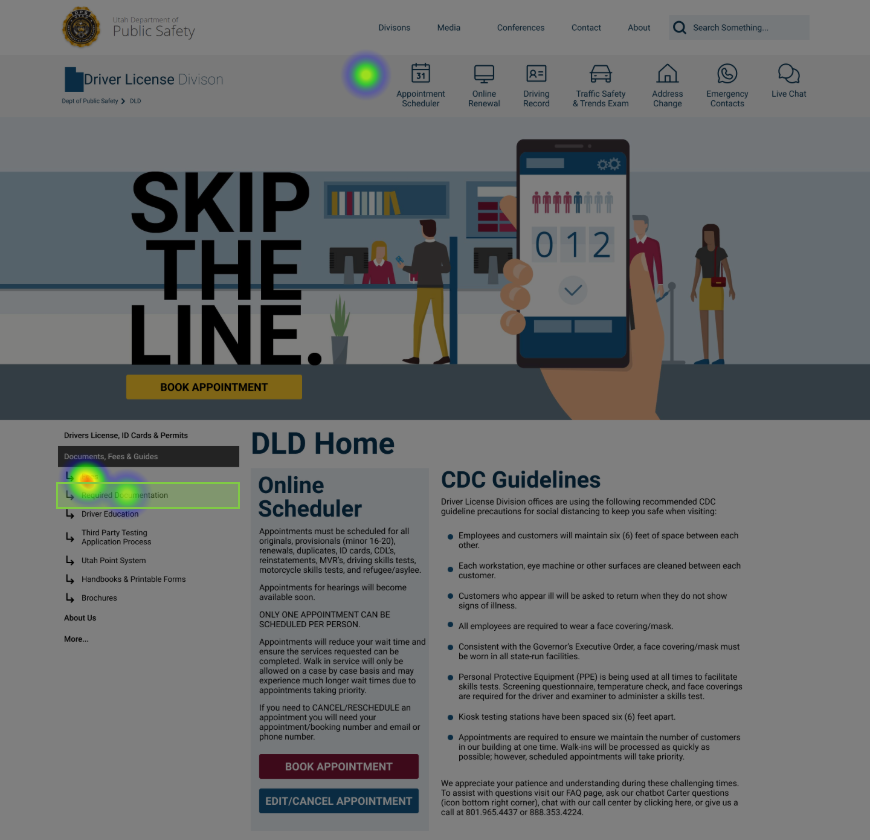 Utah Department of
Public Safety
Divisons
Media
Conferences
Contact
About
Search Something...
Driver License Divison
Dept of Public Safety > DLD
31
Appointment
Scheduler
Online
Renewal
Driving
Record
Traffic Safety
& Trends Exam
Address
Change
Emergency
Contacts
Live Chat
SKIP
THE
LINE.
012
BOOK APPOINTMENT
Drivers License, ID Cards & Permits
Documents, Fees & Guides
Required Documentation
Driver Education
Third Party Testing
Application Process
Utah Point System
Handbooks & Printable Forms
Brochures
About Us
More...
DLD Home
Online
Scheduler
Appointments must be scheduled for all
originals, provisionals (minor 16-20),
renewals, duplicates, ID cards, CDL's,
reinstatements, MVR's, driving skills tests,
motorcycle skills tests, and refugee/asylee.
Appointments for hearings will become
available soon.
ONLY ONE APPOINTMENT CAN BE
SCHEDULED PER PERSON.
Appointments will reduce your wait time and
ensure the services requested can be
completed. Walk in service will only be
allowed on a case by case basis and may
experience much longer wait times due to
appointments taking priority.
If you need to CANCEL/RESCHEDULE an
appointment you will need your
appointment/booking number and email or
phone number.
BOOK APPOINTMENT
EDIT/CANCEL APPOINTMENT
CDC Guidelines
Driver License Division offices are using the following recommended CDC
guideline precautions for social distancing to keep you safe when visiting:
Employees and customers will maintain six (6) feet of space between each
other.
Each workstation, eye machine or other surfaces are cleaned between each
customer.
Customers who appear ill will be asked to return when they do not show
signs of illness.
All employees are required to wear a face covering/mask.
Consistent with the Governor's Executive Order, a face covering/mask must
be worn in all state-run facilities.
Personal Protective Equipment (PPE) is being used at all times to facilitate
skills tests. Screening questionnaire, temperature check, and face coverings
are required for the driver and examiner to administer a skills test.
Kiosk testing stations have been spaced six (6) feet apart.
Appointments are required to ensure we maintain the number of customers
in our building at one time. Walk-ins will be processed as quickly as
possible; however, scheduled appointments will take priority.
We appreciate your patience and understanding during these challenging times.
To assist with questions visit our FAQ page, ask our chatbot Carter questions
(icon bottom right corner), chat with our call center by clicking here, or give us a
call at 801.965.4437 or 888.353.4224.